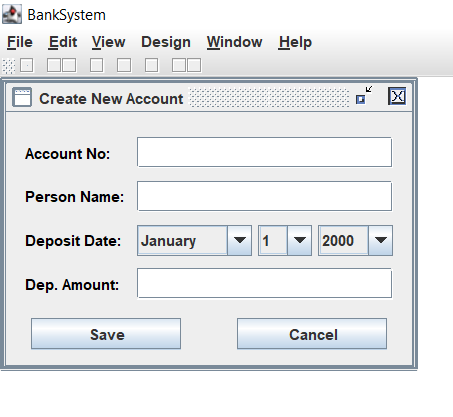 BankSystem
File Edit View Design Window Help
Create New Account
Account No:
Person Name:
Deposit Date: January 1 2000
Dep. Amount:
Save Cancel